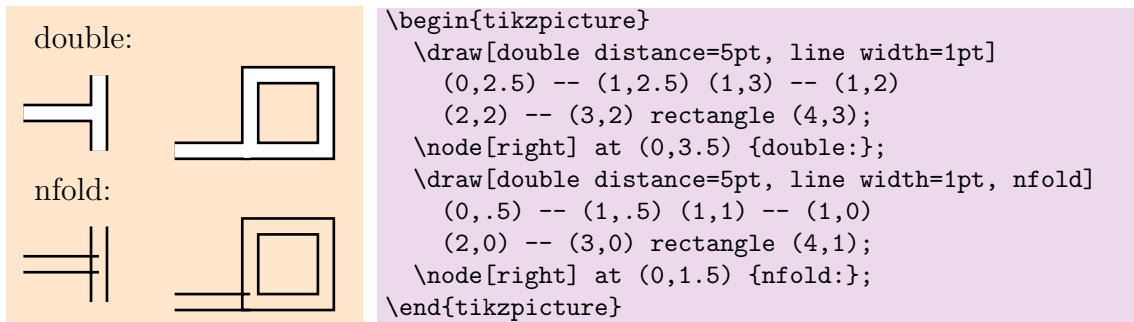 double:
nfold:
\begin{tikzpicture}
  \draw[double distance=5pt, line width=1pt]
    (0,2.5) -- (1,2.5) (1,3) -- (1,2)
    (2,2) -- (3,2) rectangle (4,3);
  \node[right] at (0,3.5) {double:};
  \draw[double distance=5pt, line width=1pt, nfold]
    (0,.5) -- (1,.5) (1,1) -- (1,0)
    (2,0) -- (3,0) rectangle (4,1);
  \node[right] at (0,1.5) {nfold:};
\end{tikzpicture}